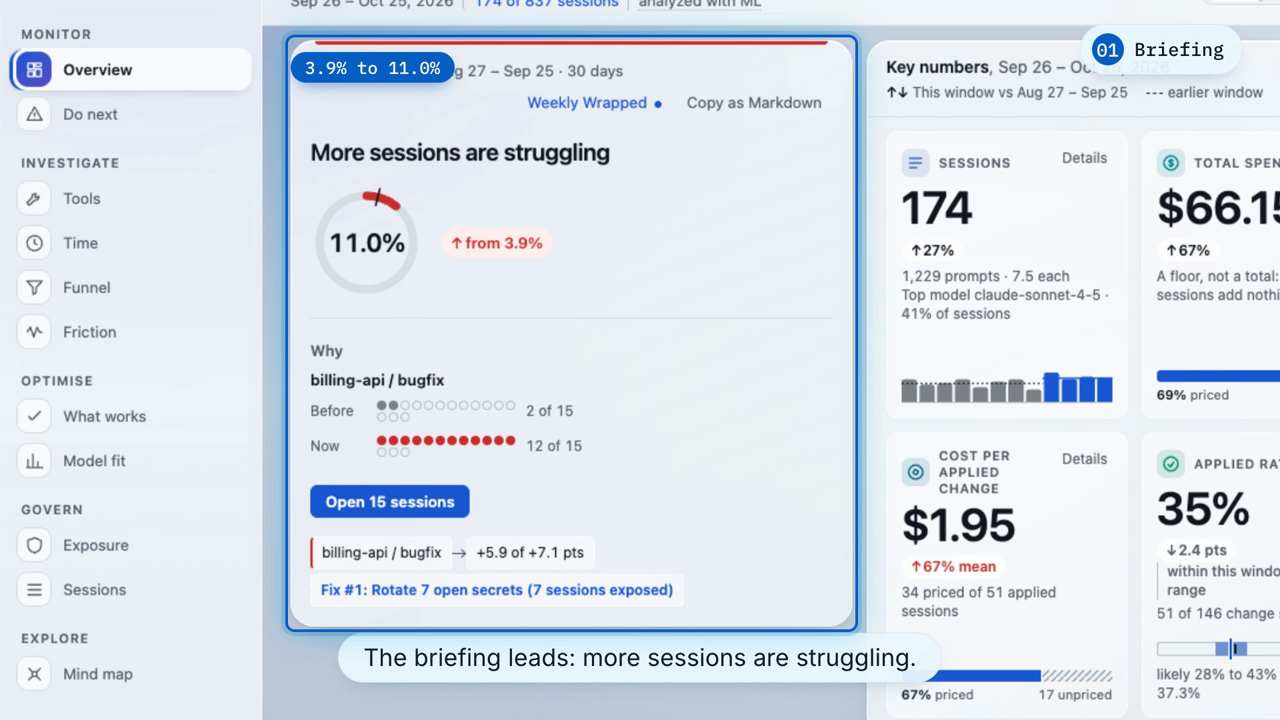 Sep 26 – Oct 25, 2026 | 174 of 837 sessions | analyzed with ML
MONITOR
Overview
Do next
INVESTIGATE
Tools
Time
Funnel
Friction
OPTIMISE
What works
Model fit
GOVERN
Exposure
Sessions
EXPLORE
Mind map
3.9% to 11.0%
g 27 – Sep 25 · 30 days
Weekly Wrapped ●
Copy as Markdown
More sessions are struggling
11.0%
↑ from 3.9%
Why
billing-api / bugfix
Before 2 of 15
Now 12 of 15
Open 15 sessions
billing-api / bugfix → +5.9 of +7.1 pts
Fix #1: Rotate 7 open secrets (7 sessions exposed)
The briefing leads: more sessions are struggling.
01 Briefing
Key numbers, Sep 26 – Oct 25, 2026
↑↓ This window vs Aug 27 – Sep 25 --- earlier window
SESSIONS
Details
174
↑27%
1,229 prompts · 7.5 each
Top model claude-sonnet-4-5 ·
41% of sessions
TOTAL SPEN
$66.15
↑67%
A floor, not a total:
sessions add nothi
69% priced
COST PER
APPLIED
CHANGE
Details
$1.95
↑67% mean
34 priced of 51 applied
sessions
67% priced
17 unpriced
APPLIED RA
35%
↓2.4 pts
within this windo
range
51 of 146 change s
likely 28% to 43%
37.3%